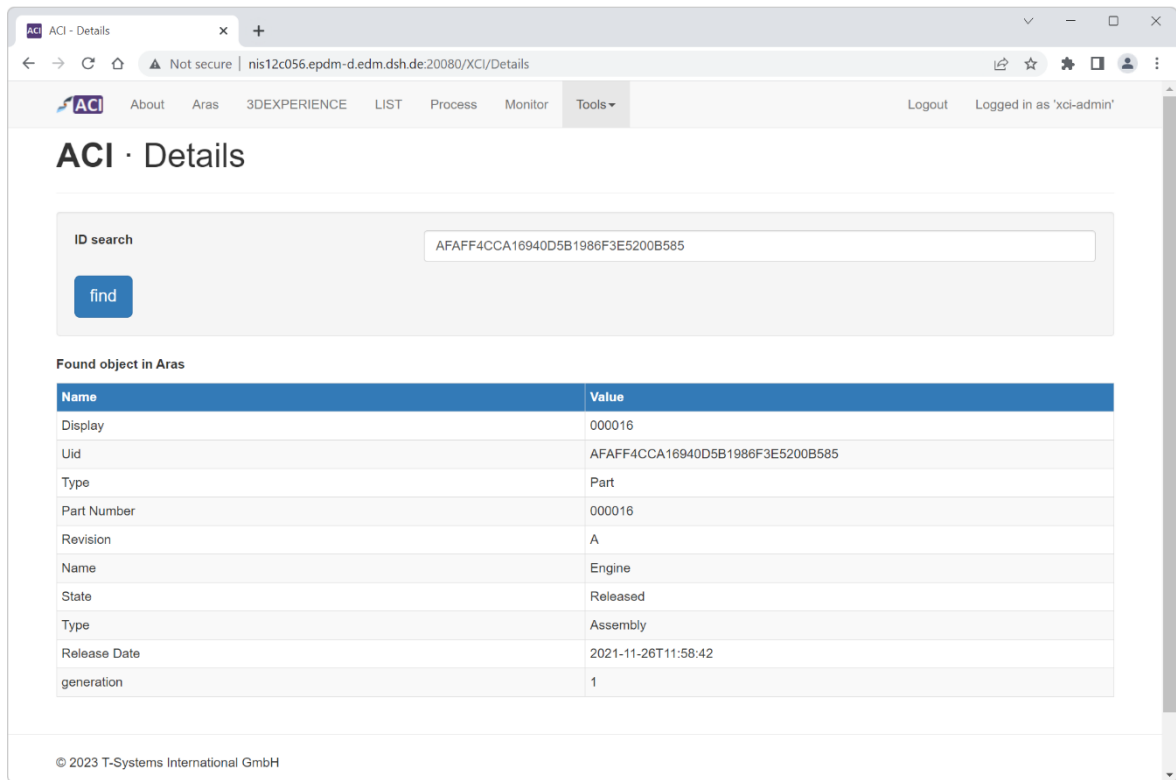 ACI ACI - Details
Not secure | nis12c056.epdm-d.edm.dsh.de:20080/XCI/Details
ACI About Aras 3DEXPERIENCE LIST Process Monitor Tools Logout Logged in as 'xci-admin'
ACI · Details
ID search AFAFF4CCA16940D5B1986F3E5200B585
find
Found object in Aras
Name Value
Display 000016
Uid AFAFF4CCA16940D5B1986F3E5200B585
Type Part
Part Number 000016
Revision A
Name Engine
State Released
Type Assembly
Release Date 2021-11-26T11:58:42
generation 1
© 2023 T-Systems International GmbH